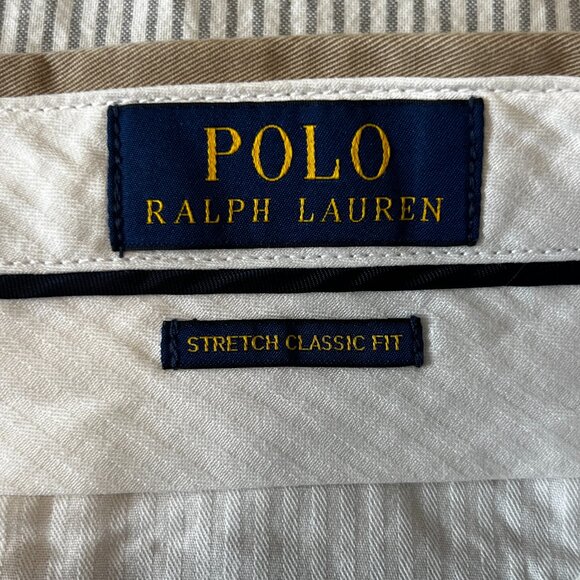 POLO
RALPH LAUREN
STRETCH CLASSIC FIT